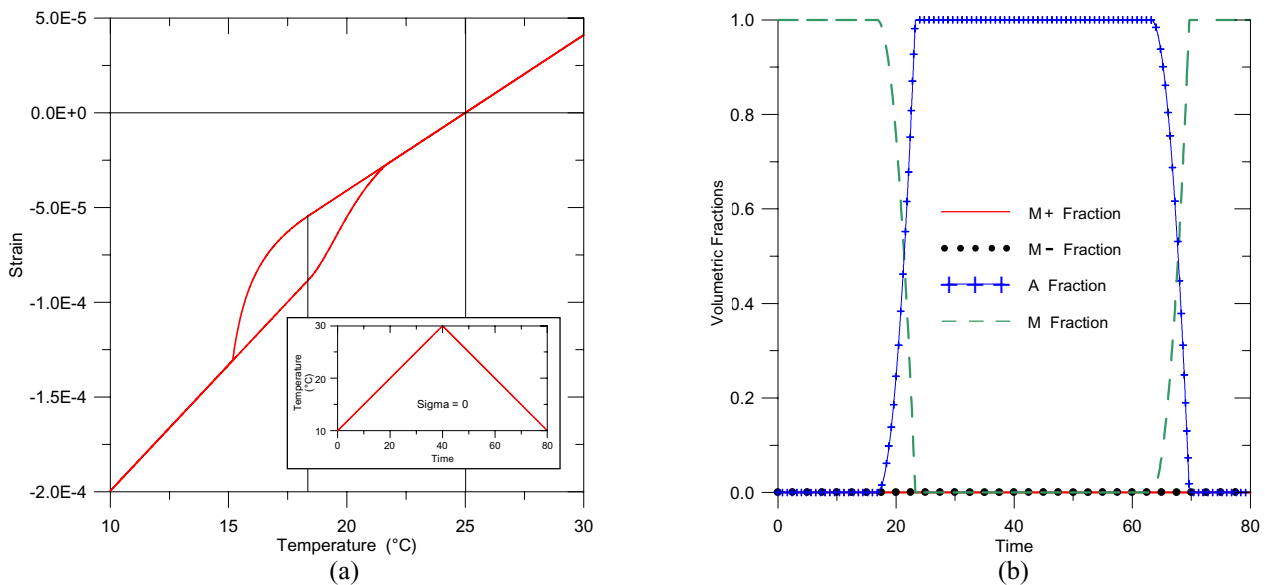 5.0E-5
0.0E+0
-5.0E-5
-1.0E-4
-1.5E-4
-2.0E-4
Strain
10 15 20 25 30
Temperature (°C)
30
20
10
Temperature
(°C)
Sigma = 0
0 20 40 60 80
Time
(a)
1.0
0.8
0.6
0.4
0.2
0.0
Volumetric Fractions
M+ Fraction
M- Fraction
A Fraction
M Fraction
0 20 40 60 80
Time
(b)